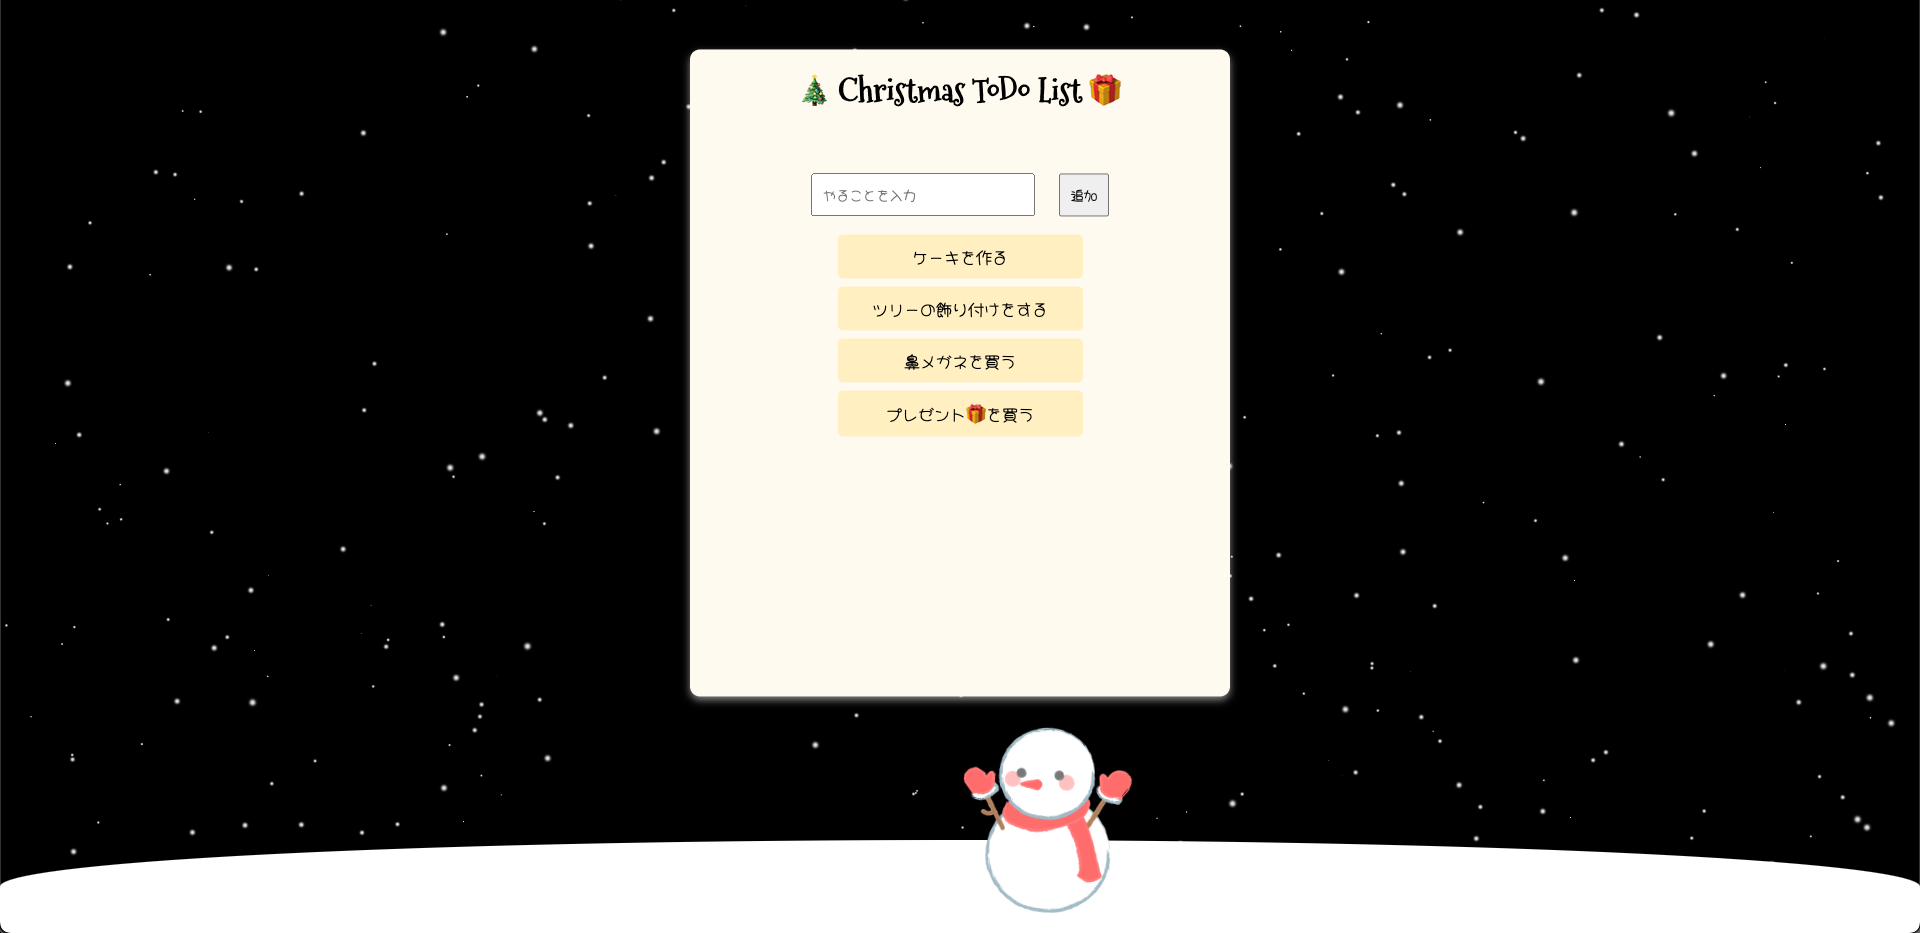 🎄 Christmas ToDo List 🎁
やることを入力 追加
ケーキを作る
ツリーの飾り付けをする
鼻メガネを買う
プレゼント🎁を買う